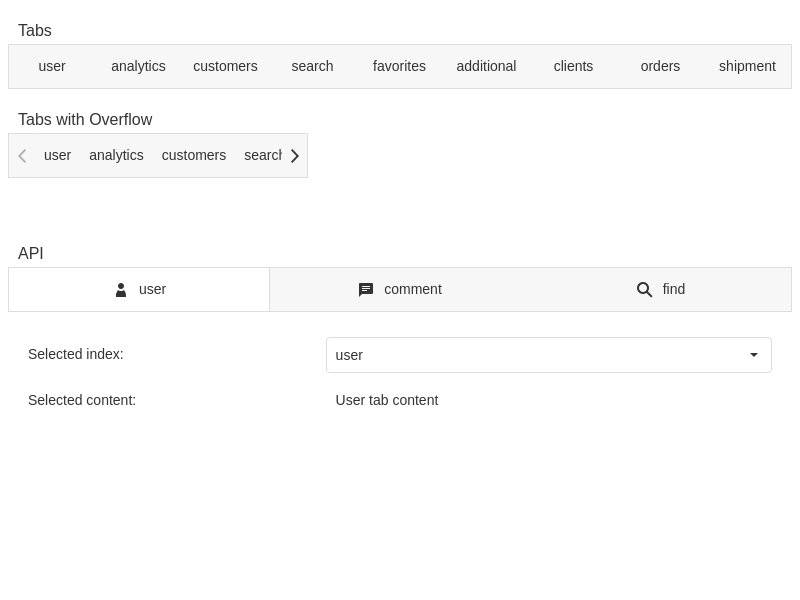 Tabs
user analytics customers search favorites additional clients orders shipment
Tabs with Overflow
user analytics customers search
API
user comment find
Selected index: user
Selected content: User tab content